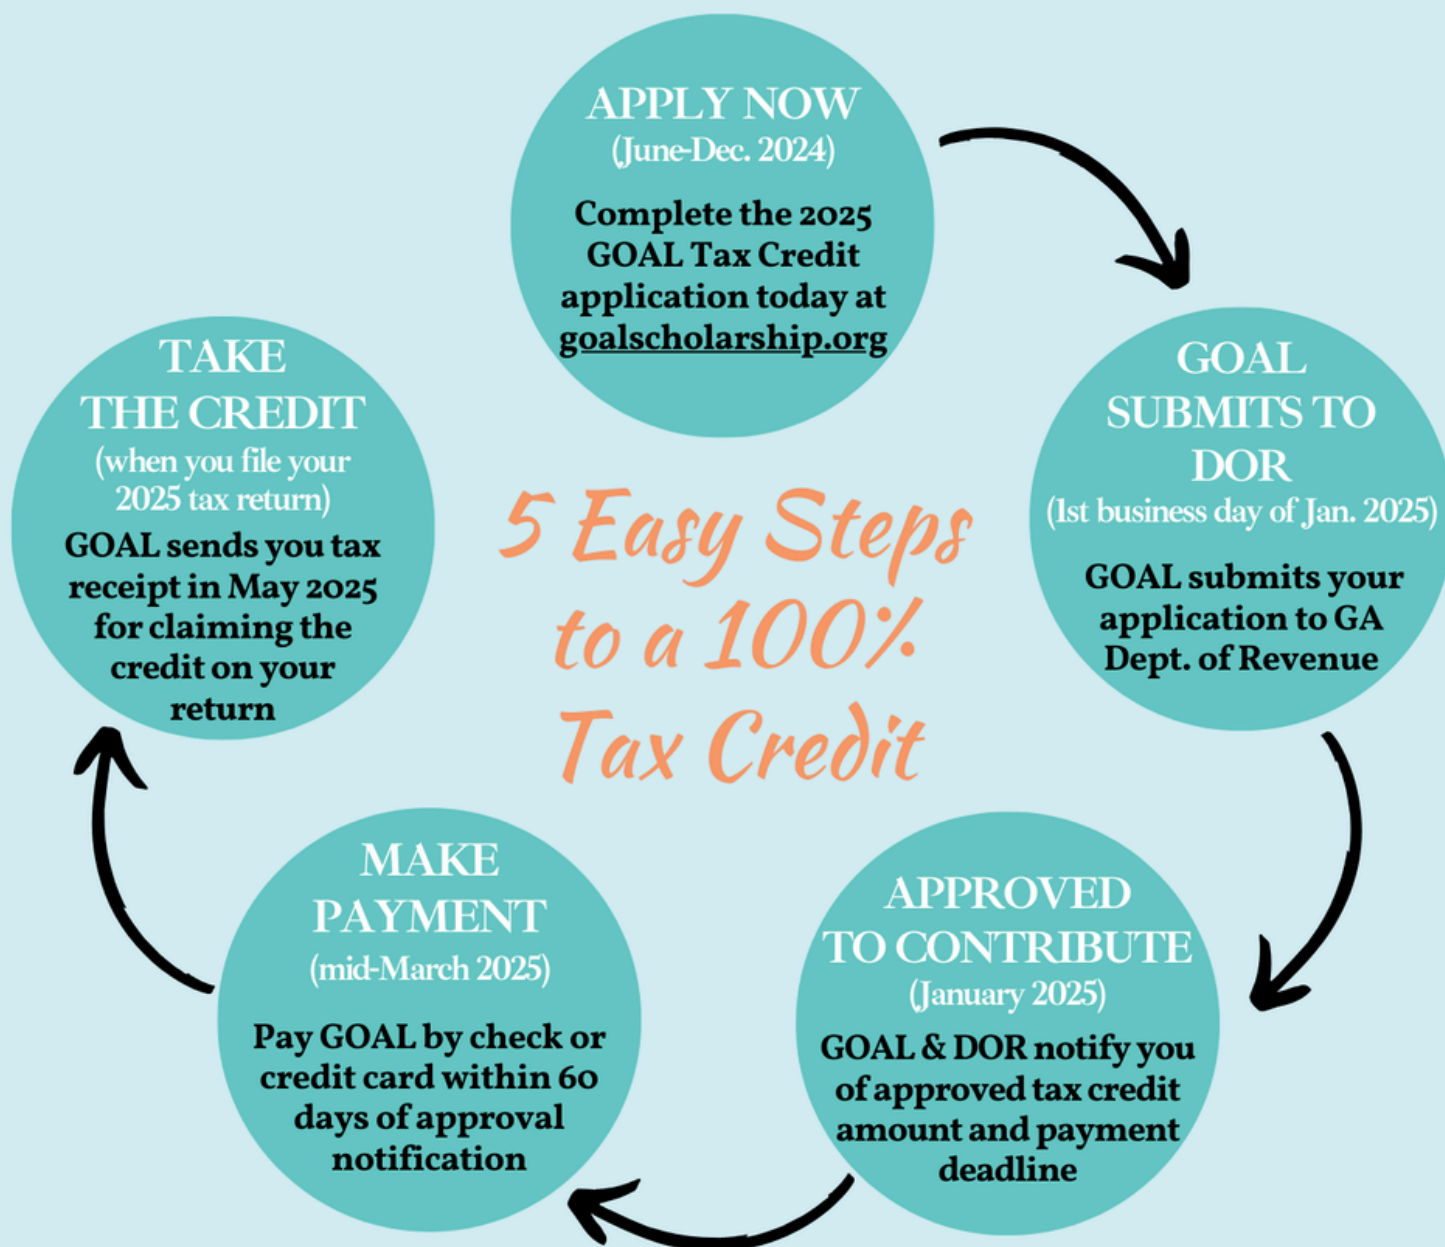 APPLY NOW
(June-Dec. 2024)
Complete the 2025
GOAL Tax Credit
application today at
goalscholarship.org
GOAL
SUBMITS TO
DOR
(1st business day of Jan. 2025)
GOAL submits your
application to GA
Dept. of Revenue
APPROVED
TO CONTRIBUTE
(January 2025)
GOAL & DOR notify you
of approved tax credit
amount and payment
deadline
MAKE
PAYMENT
(mid-March 2025)
Pay GOAL by check or
credit card within 60
days of approval
notification
TAKE
THE CREDIT
(when you file your
2025 tax return)
GOAL sends you tax
receipt in May 2025
for claiming the
credit on your
return
5 Easy Steps
to a 100%
Tax Credit